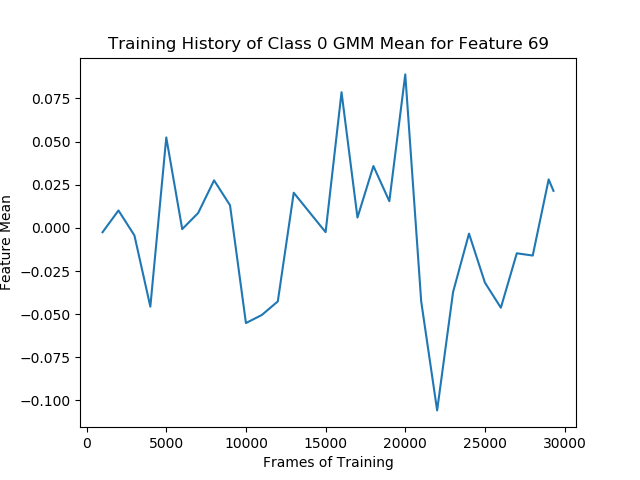 Training History of Class 0 GMM Mean for Feature 69
Feature Mean
0.075
0.050
0.025
0.000
−0.025
−0.050
−0.075
−0.100
0 5000 10000 15000 20000 25000 30000
Frames of Training